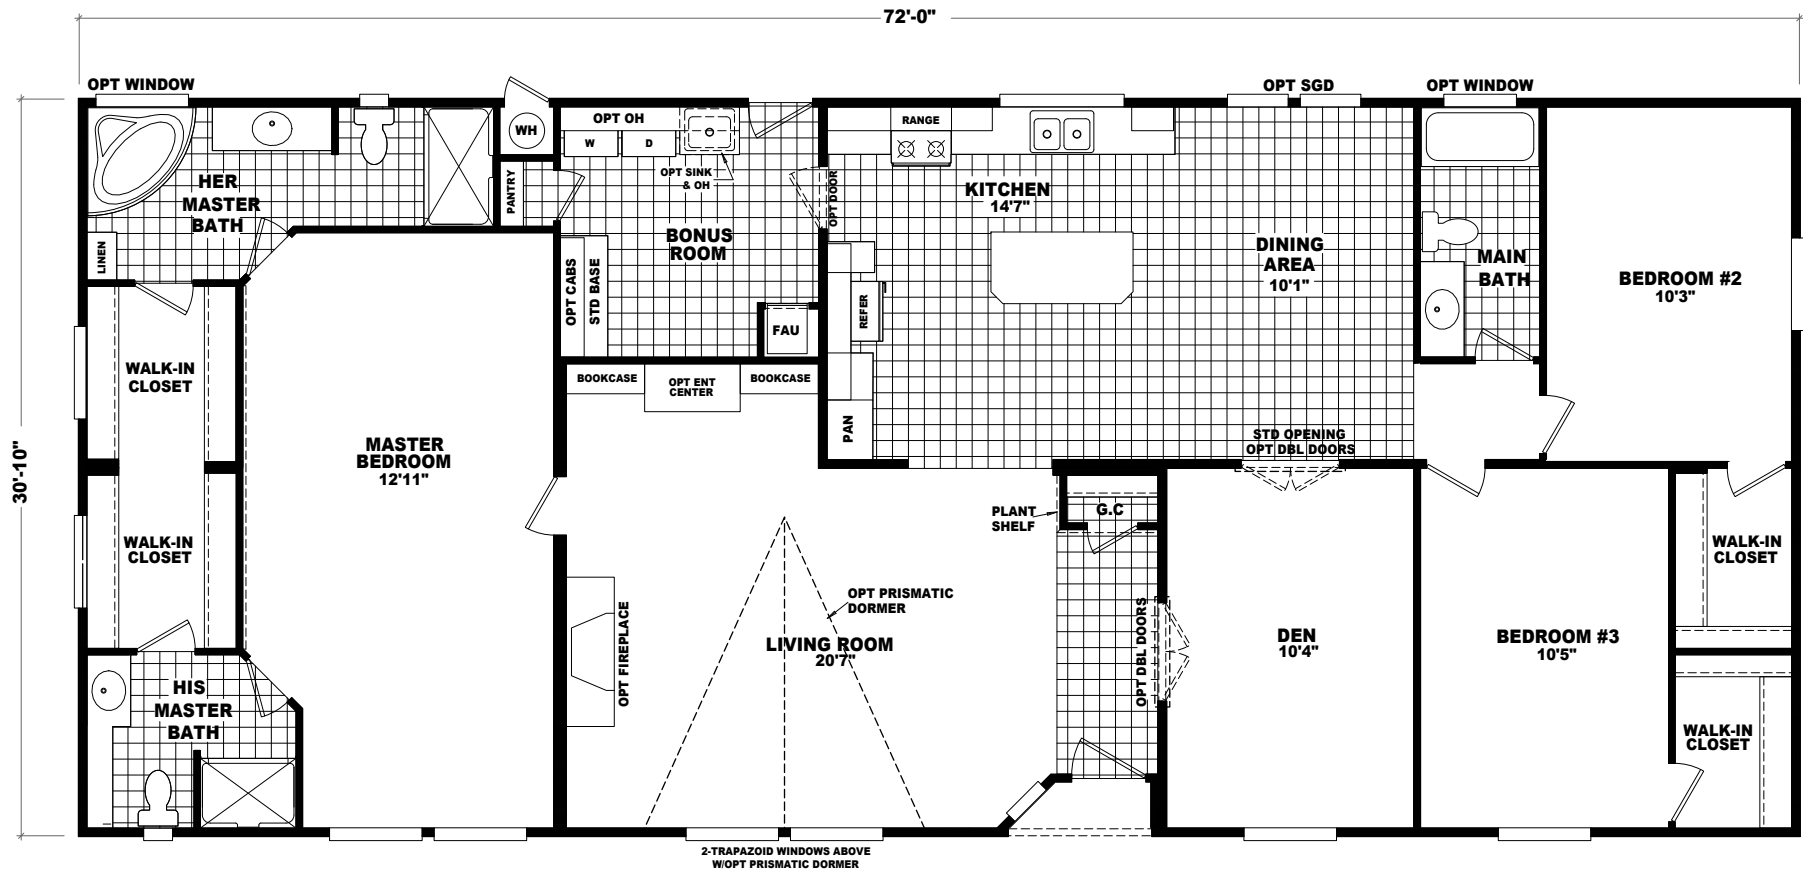 72'-0"
OPT WINDOW
OPT SGD
OPT WINDOW
30'-10"
HER
MASTER
BATH
LINEN
WH
PANTRY
OPT OH
W
D
OPT SINK
& OH
BONUS
ROOM
OPT CABS
STD BASE
FAU
OPT DOOR
RANGE
KITCHEN
14'7"
REFER
PAN
DINING
AREA
10'1"
STD OPENING
OPT DBL DOORS
MAIN
BATH
BEDROOM #2
10'3"
WALK-IN
CLOSET
WALK-IN
CLOSET
MASTER
BEDROOM
12'11"
BOOKCASE
OPT ENT
CENTER
BOOKCASE
PLANT
SHELF
G.C
OPT PRISMATIC
DORMER
LIVING ROOM
20'7"
OPT FIREPLACE
OPT DBL DOORS
DEN
10'4"
BEDROOM #3
10'5"
WALK-IN
CLOSET
WALK-IN
CLOSET
HIS
MASTER
BATH
2-TRAPAZOID WINDOWS ABOVE
W/OPT PRISMATIC DORMER